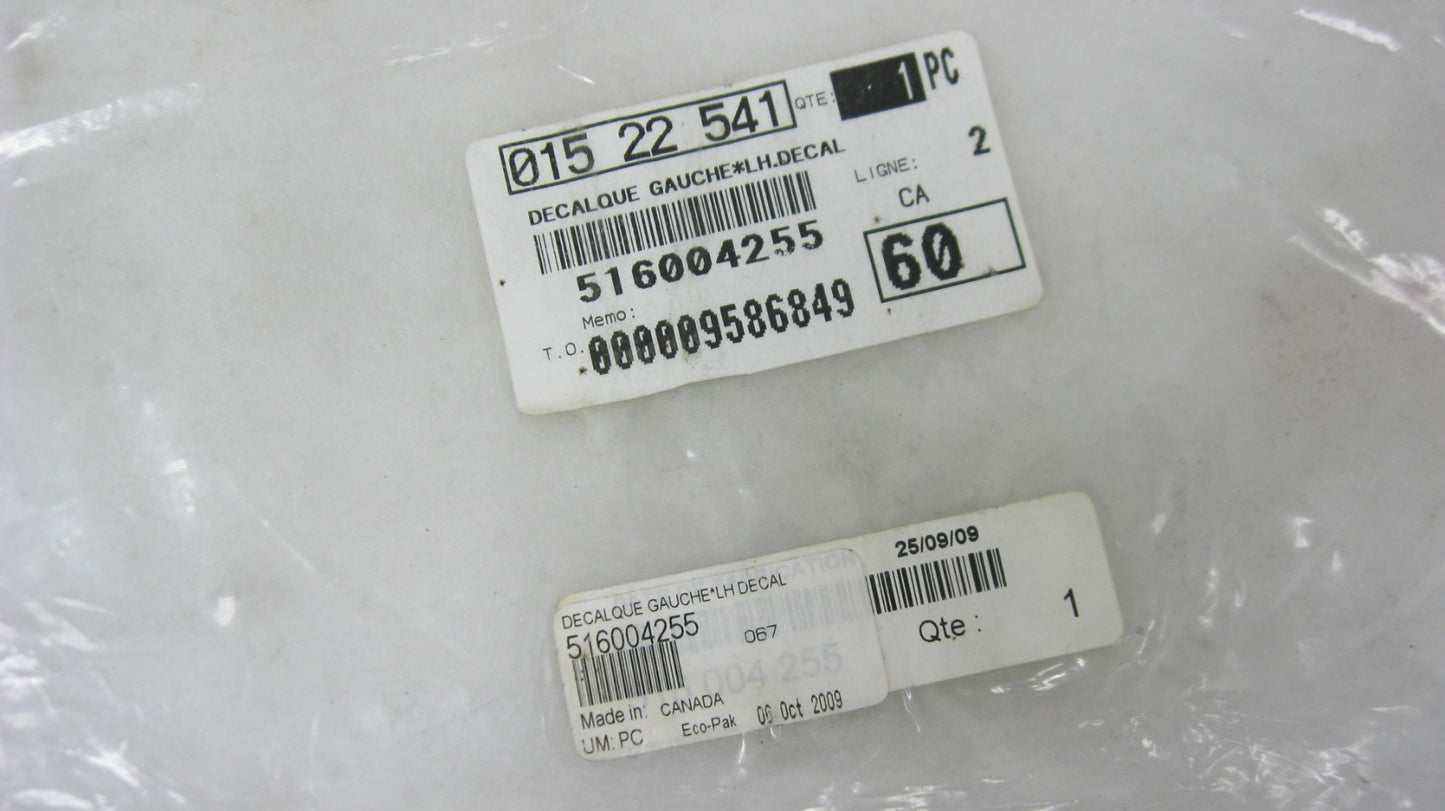 015 22 541 QTE: 1 PC
DECALQUE GAUCHE*LH.DECAL
LIGNE: 2
516004255
CA
60
Memo:
T.O. 000009586849
25/09/09
Qte : 1
DECALQUE GAUCHE*LH DECAL
516004255 067
004 255
Made in: CANADA
UM: PC Eco-Pak 06 Oct 2009